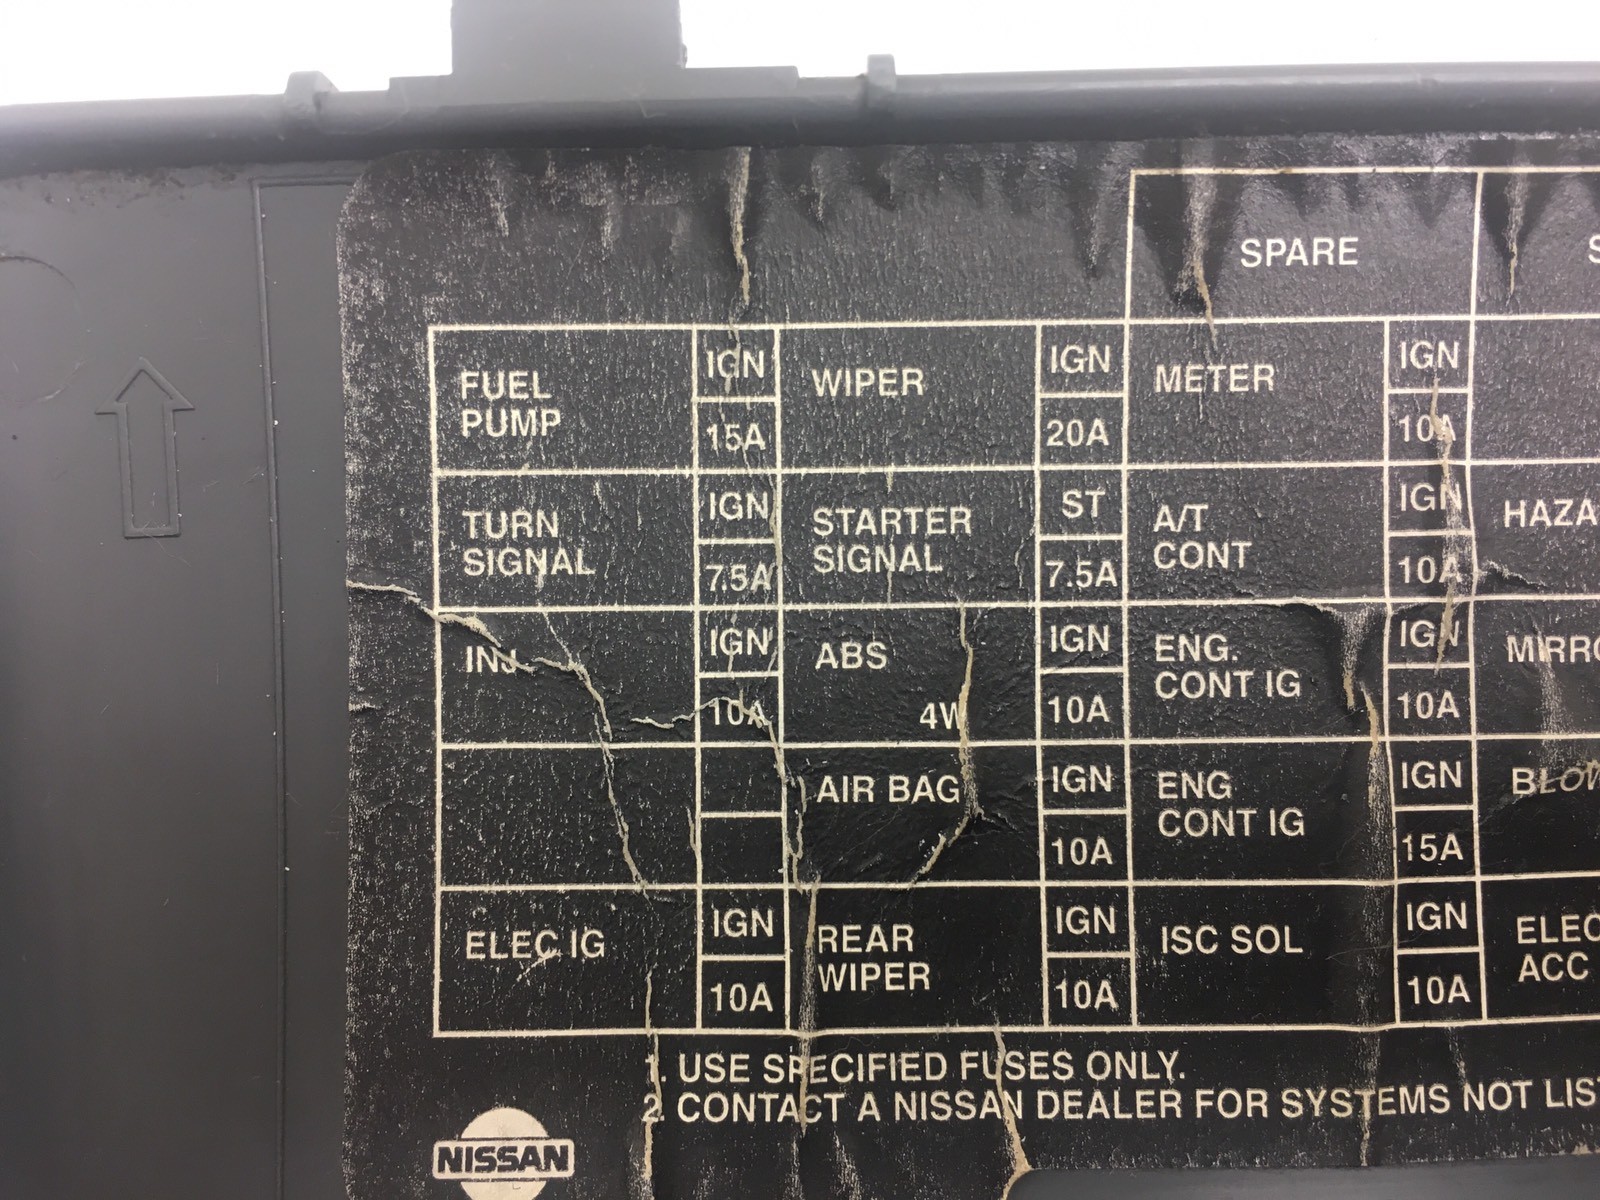 SPARE
FUEL PUMP IGN 15A WIPER IGN 20A METER IGN 10A
TURN SIGNAL IGN 7.5A STARTER SIGNAL ST 7.5A A/T CONT IGN 10A
INJ IGN 10A ABS 4W IGN 10A ENG. CONT IG IGN 10A
AIR BAG IGN 10A ENG CONT IG IGN 15A
ELEC IG IGN 10A REAR WIPER IGN 10A ISC SOL IGN 10A ELEC ACC
1. USE SPECIFIED FUSES ONLY.
2. CONTACT A NISSAN DEALER FOR SYSTEMS NOT
NISSAN